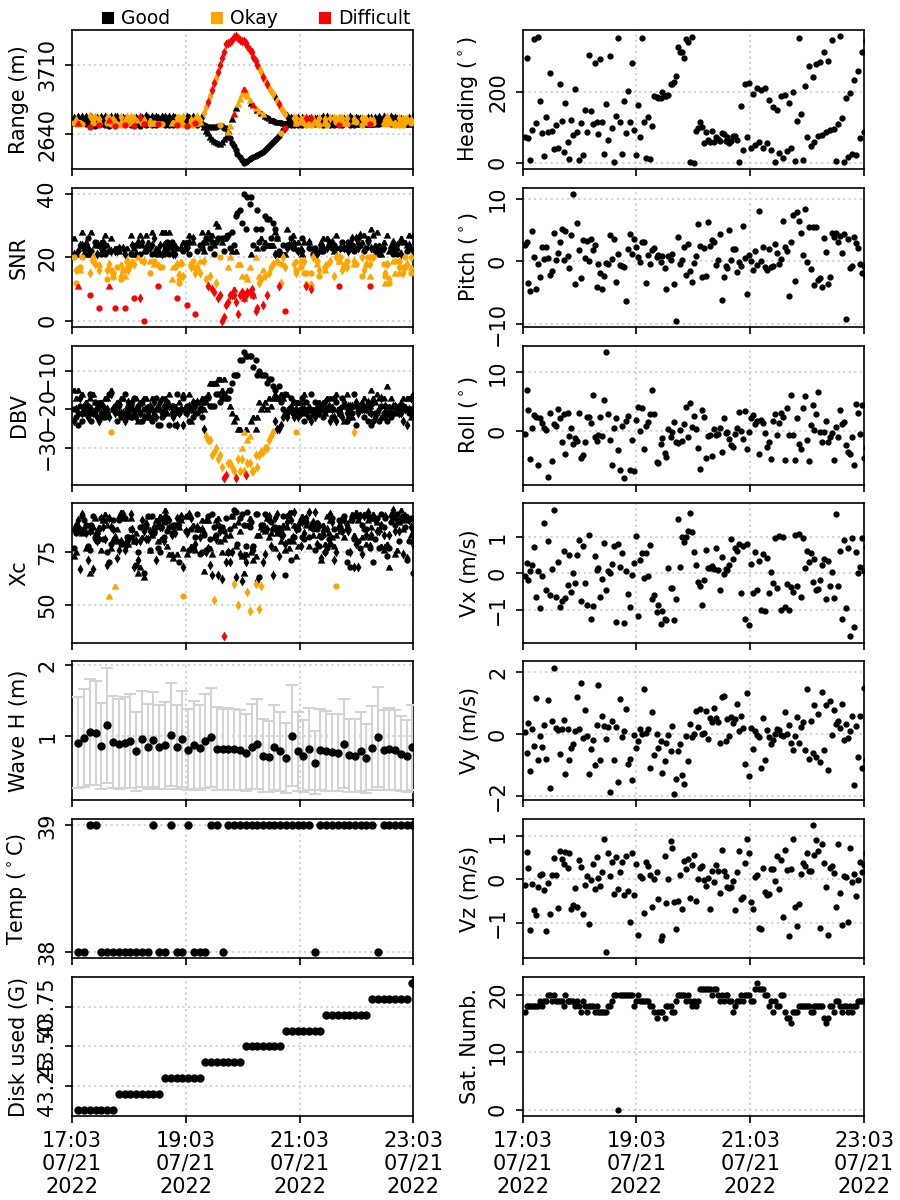 Good Okay Difficult
Range (m)
3710
2640
Heading (°)
200
0
SNR
40
20
0
Pitch (°)
10
0
−10
DBV
−10
−20
−30
Roll (°)
10
0
Xc
75
50
Vx (m/s)
1
0
−1
Wave H (m)
2
1
Vy (m/s)
2
0
−2
Temp (°C)
39
38
Vz (m/s)
1
0
−1
Disk used (G)
43.75
43.50
43.25
Sat. Numb.
20
10
0
17:03 19:03 21:03 23:03 17:03 19:03 21:03 23:03
07/21 07/21 07/21 07/21 07/21 07/21 07/21 07/21
2022 2022 2022 2022 2022 2022 2022 2022